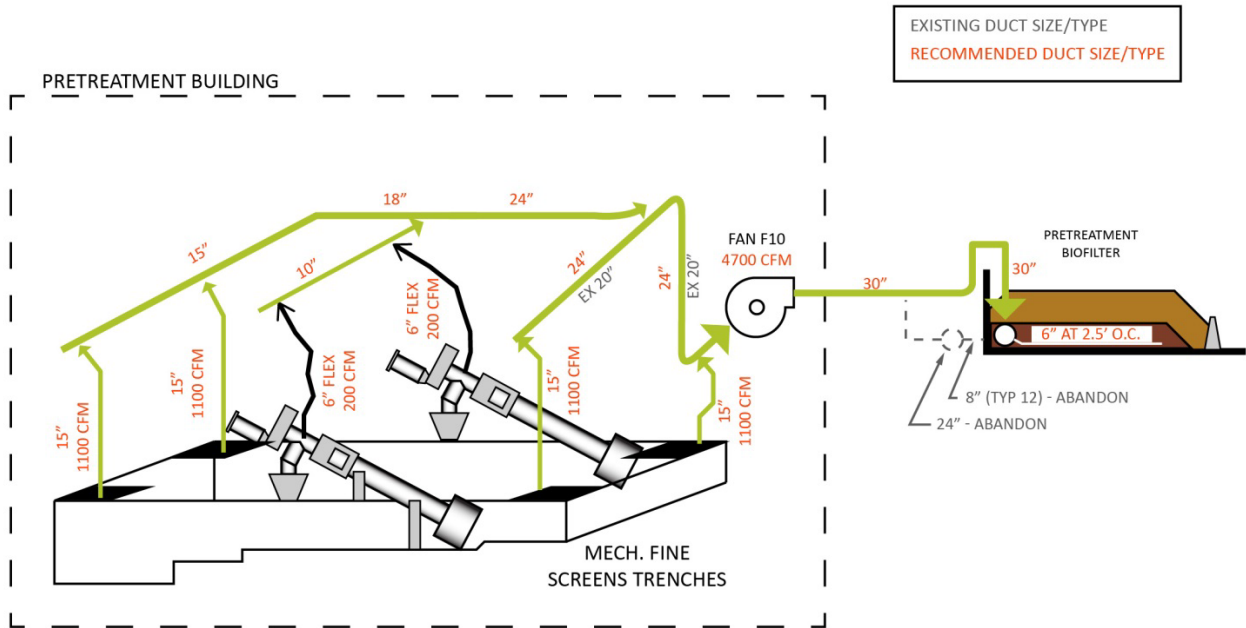 EXISTING DUCT SIZE/TYPE
RECOMMENDED DUCT SIZE/TYPE
PRETREATMENT BUILDING
18”
24”
15”
10”
24”
EX 20”
24”
EX 20”
FAN F10
4700 CFM
PRETREATMENT
BIOFILTER
30”
30”
6” AT 2.5’ O.C.
8” (TYP 12) - ABANDON
24” - ABANDON
6” FLEX
200 CFM
6” FLEX
200 CFM
15”
1100 CFM
15”
1100 CFM
15”
1100 CFM
15”
1100 CFM
MECH. FINE
SCREENS TRENCHES